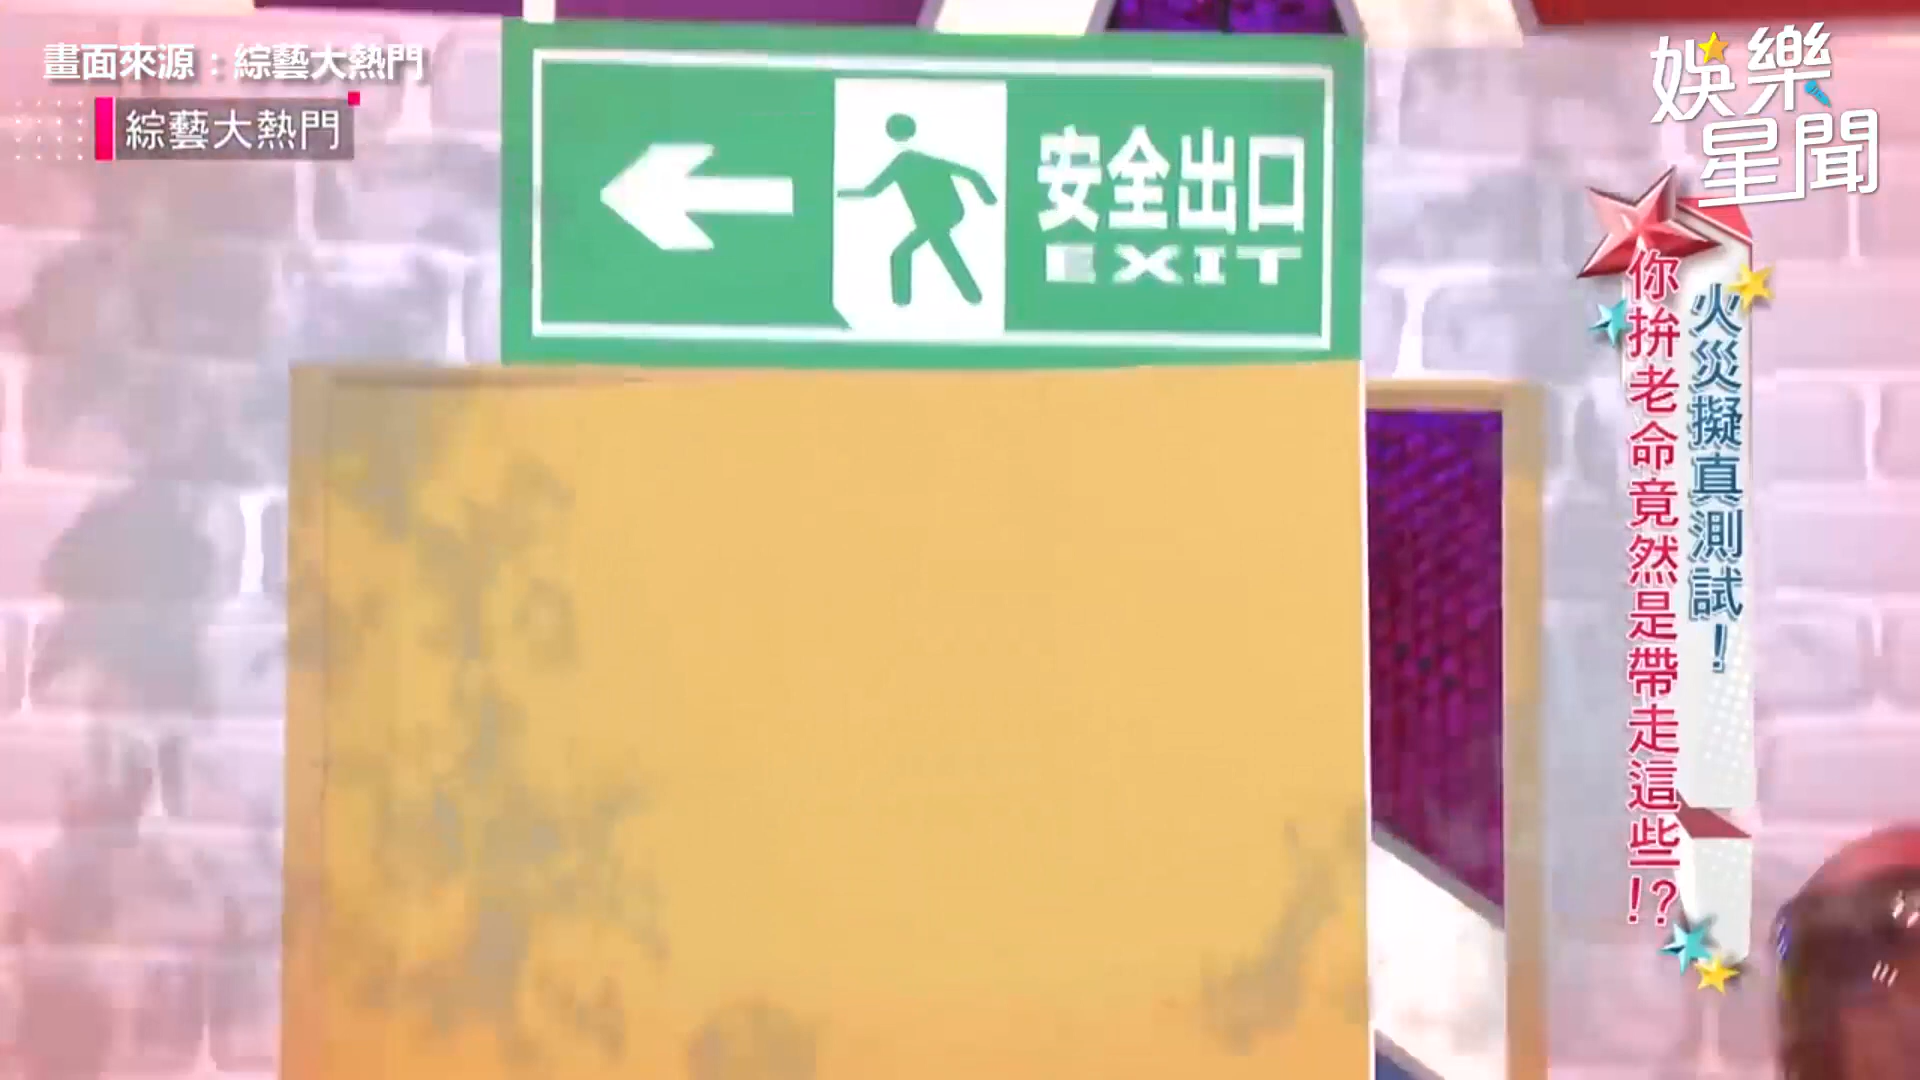 畫面來源：綜藝大熱門
綜藝大熱門
安全出口
EXIT
娛樂
星聞
火災擬真測試！
你拚老命竟然是帶走這些!?